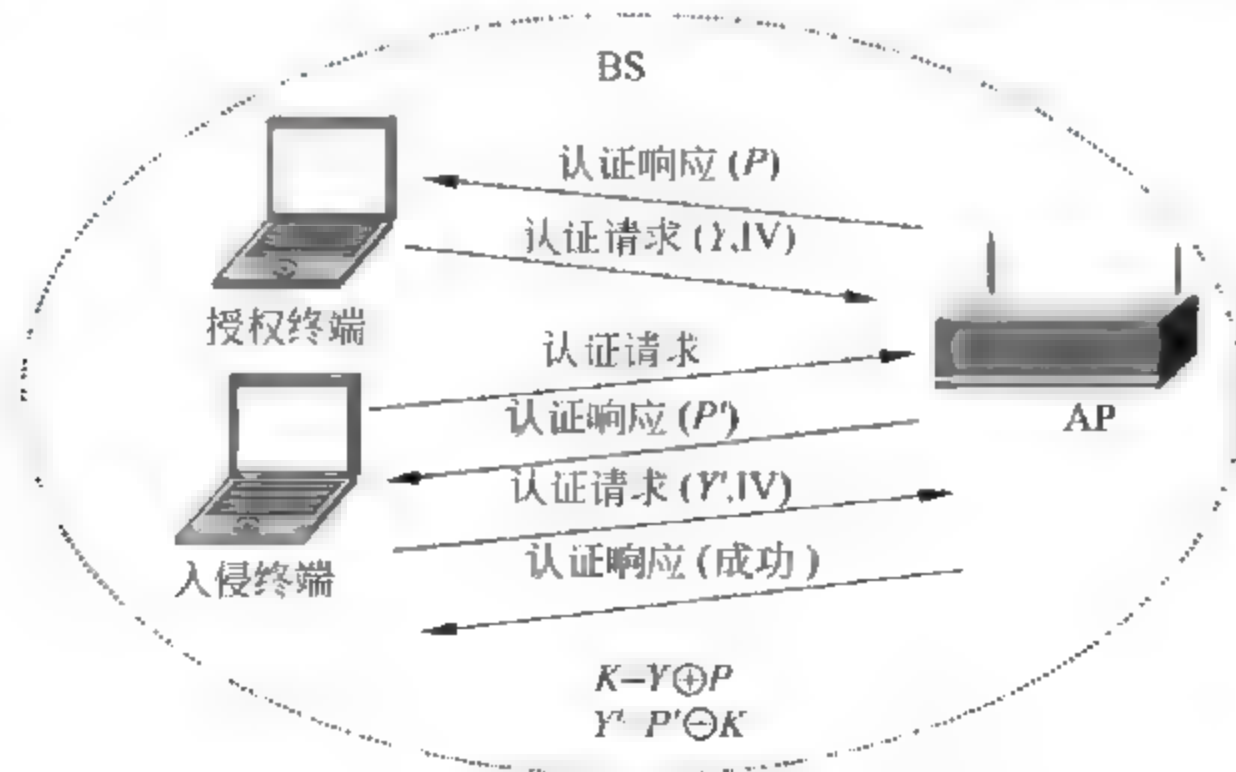 BS
认证响应 (P)
认证请求 (Y,IV)
授权终端
认证请求
认证响应 (P')
AP
认证请求 (Y',IV)
认证响应 (成功)
入侵终端
K=Y⊕P
Y'=P'⊕K